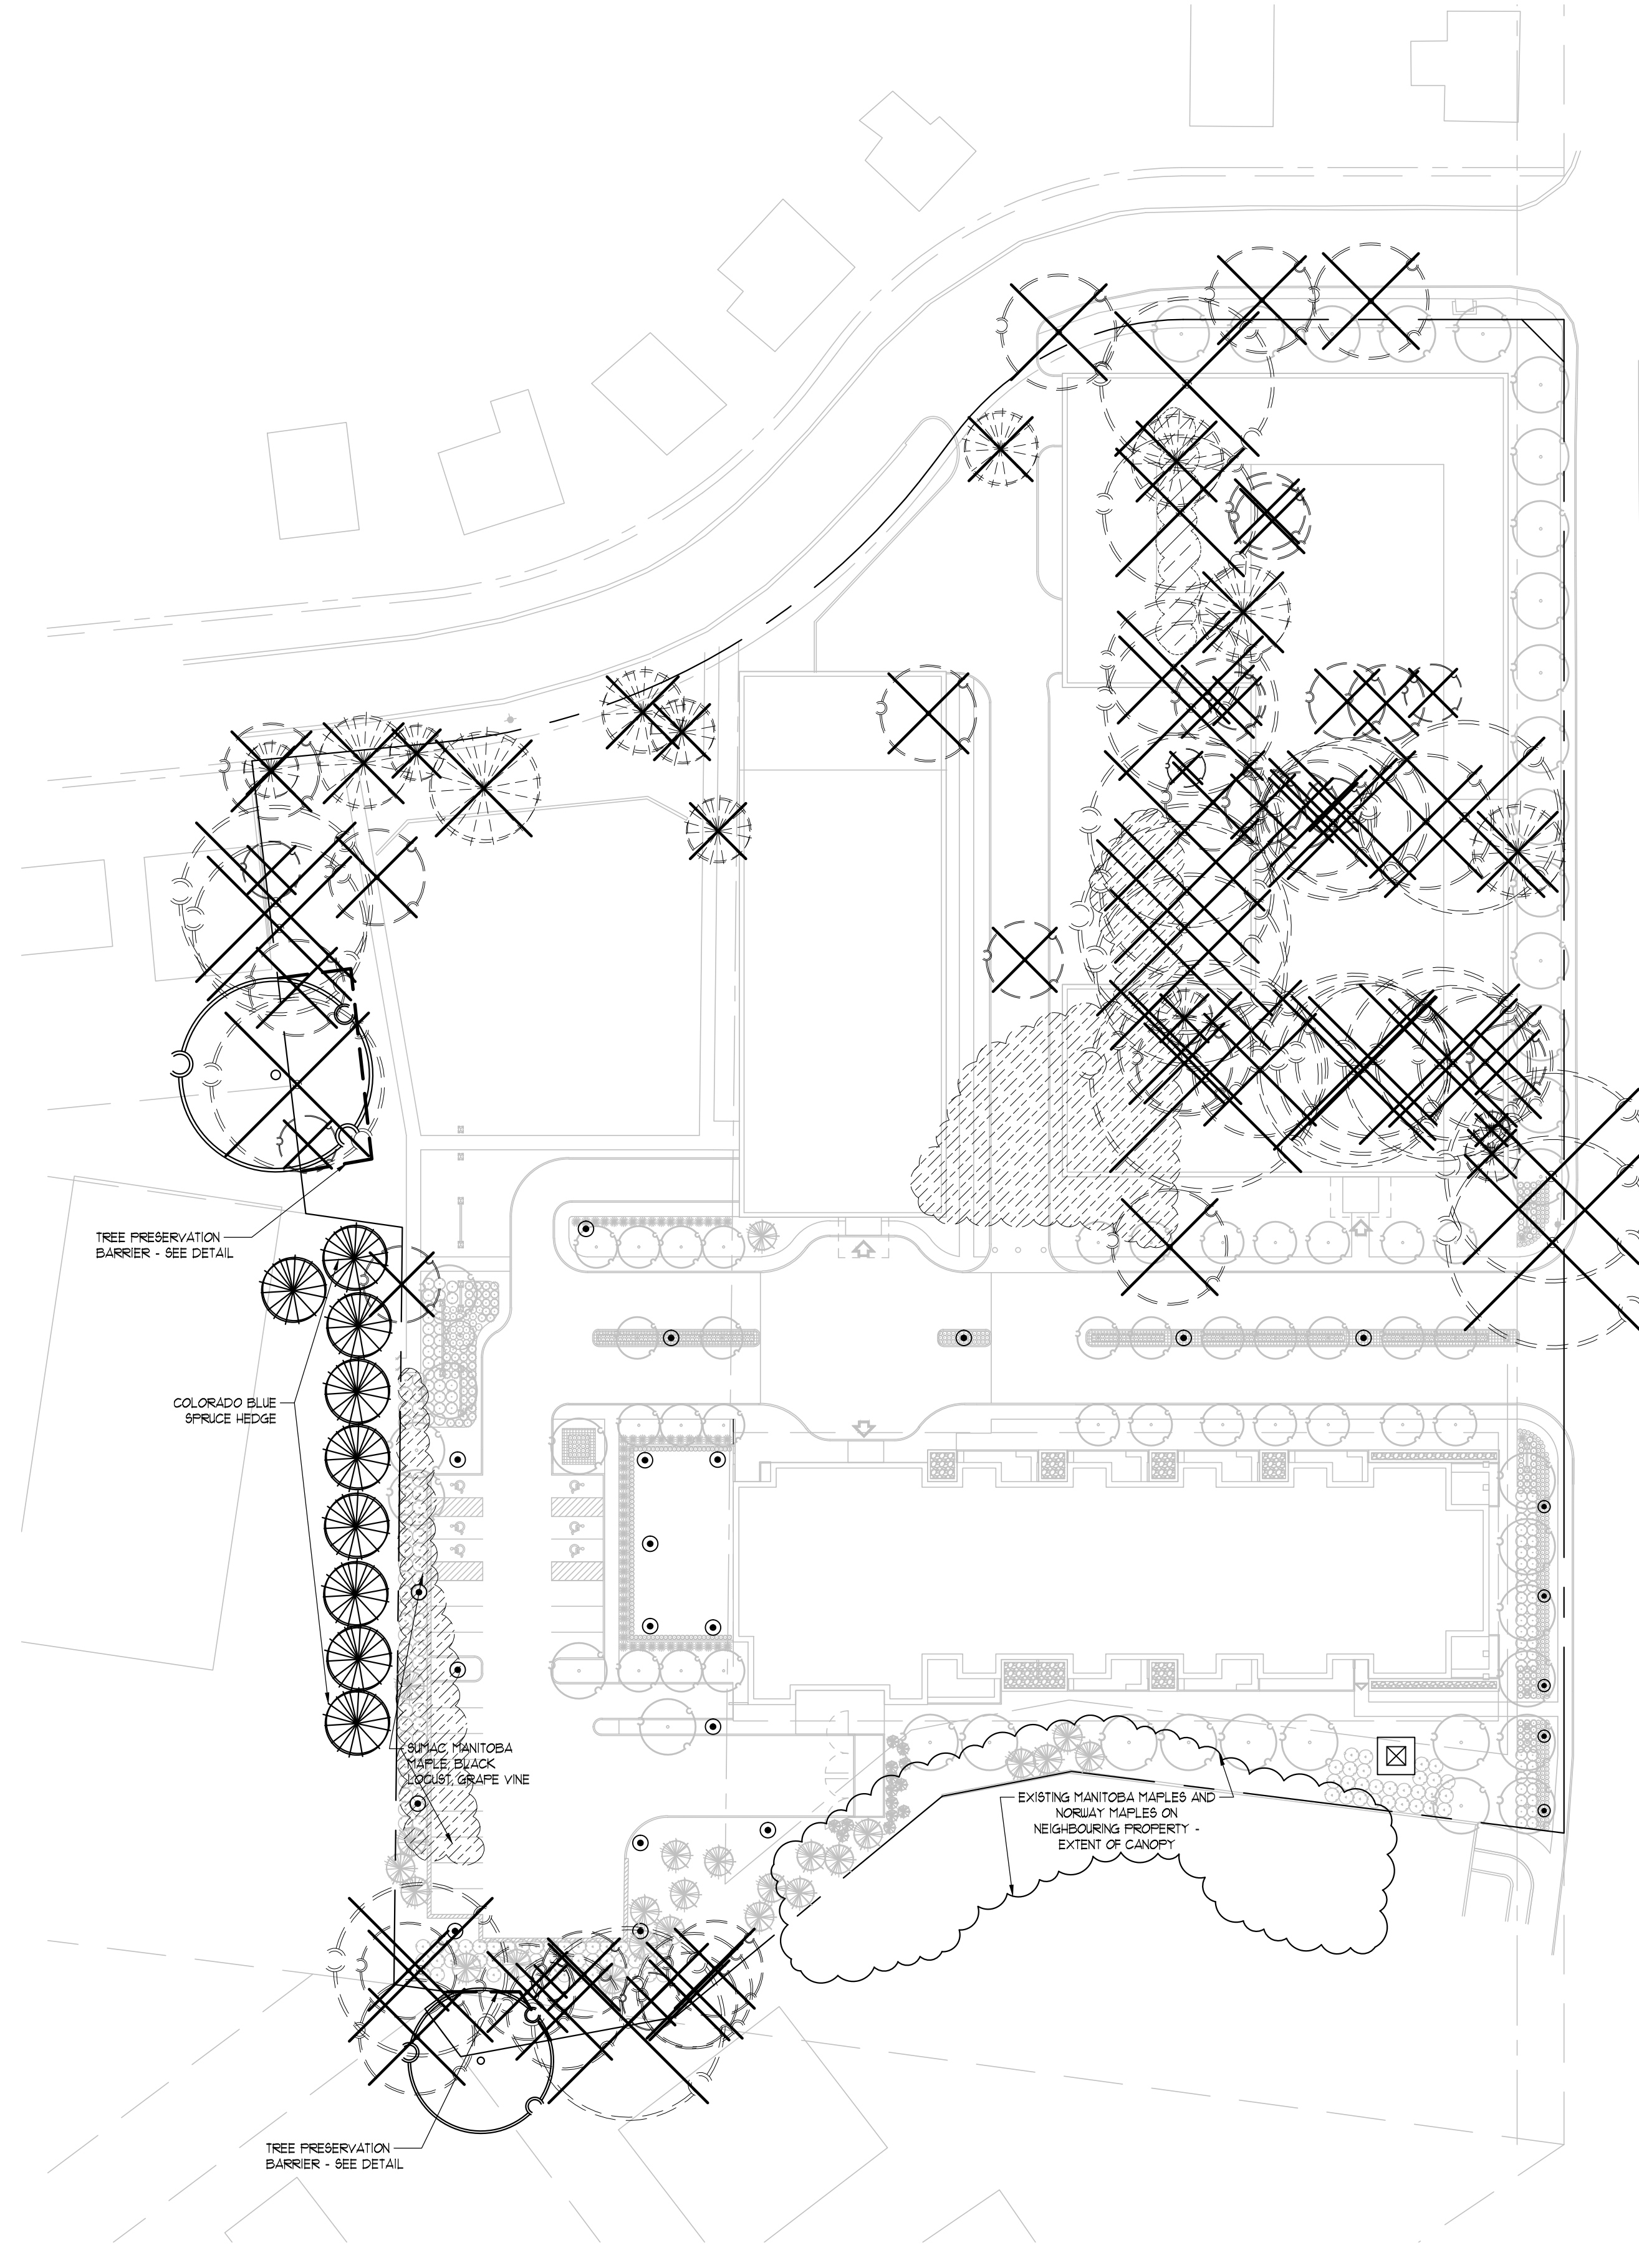 TREE PRESERVATION
BARRIER - SEE DETAIL
COLORADO BLUE
SPRUCE HEDGE
SUMAC, MANITOBA
MAPLE, BLACK
LOCUST, GRAPE VINE
EXISTING MANITOBA MAPLES AND
NORWAY MAPLES ON
NEIGHBOURING PROPERTY -
EXTENT OF CANOPY
TREE PRESERVATION
BARRIER - SEE DETAIL